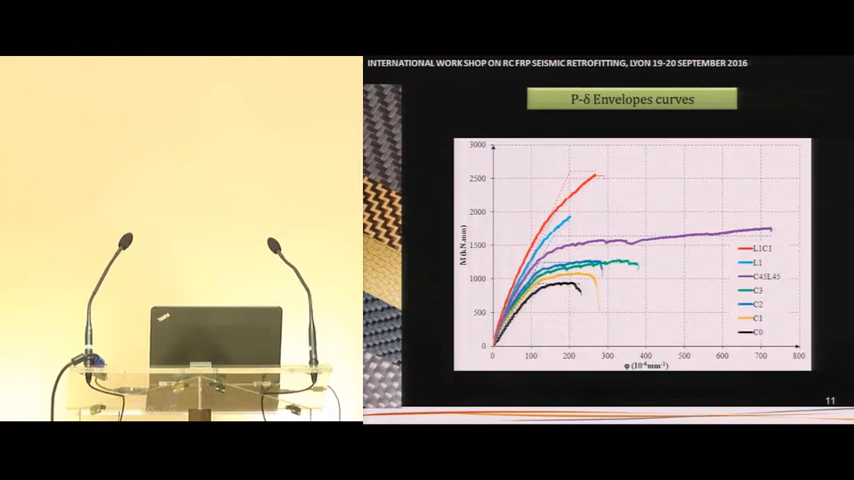 INTERNATIONAL WORK SHOP ON RC FRP SEISMIC RETROFITTING, LYON 19-20 SEPTEMBER 2016
P-δ Envelopes curves
3000
2500
2000
1500
1000
500
0
M (kN.mm)
0 100 200 300 400 500 600 700 800
φ (10⁻⁶mm⁻¹)
L1C1
L1
C45L45
C3
C2
C1
C0
11